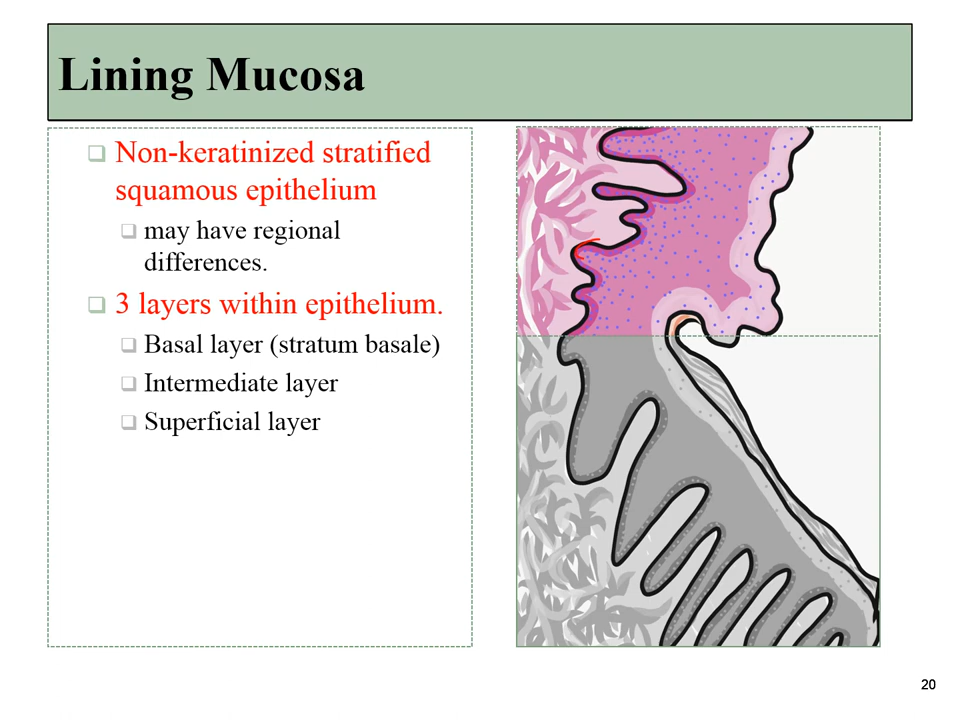 Lining Mucosa
Non-keratinized stratified
squamous epithelium
may have regional
differences.
3 layers within epithelium.
Basal layer (stratum basale)
Intermediate layer
Superficial layer
20